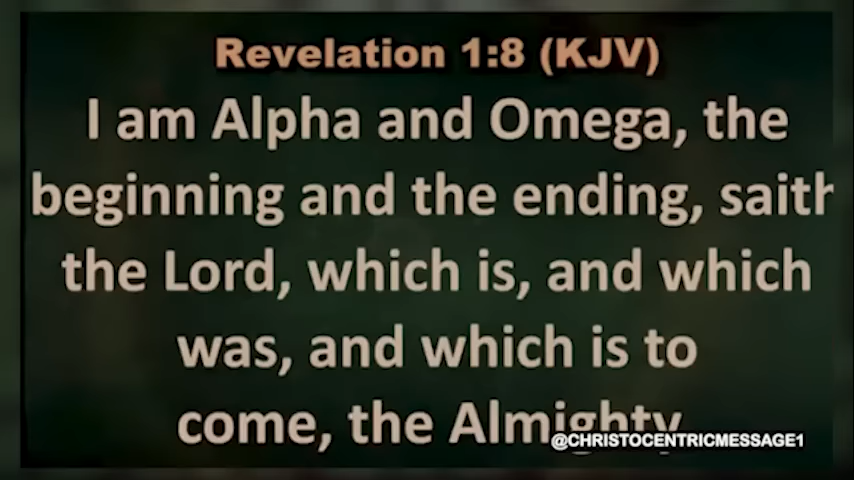 Revelation 1:8 (KJV)
I am Alpha and Omega, the
beginning and the ending, saith
the Lord, which is, and which
was, and which is to
come, the Almighty
@CHRISTOCENTRICMESSAGE1